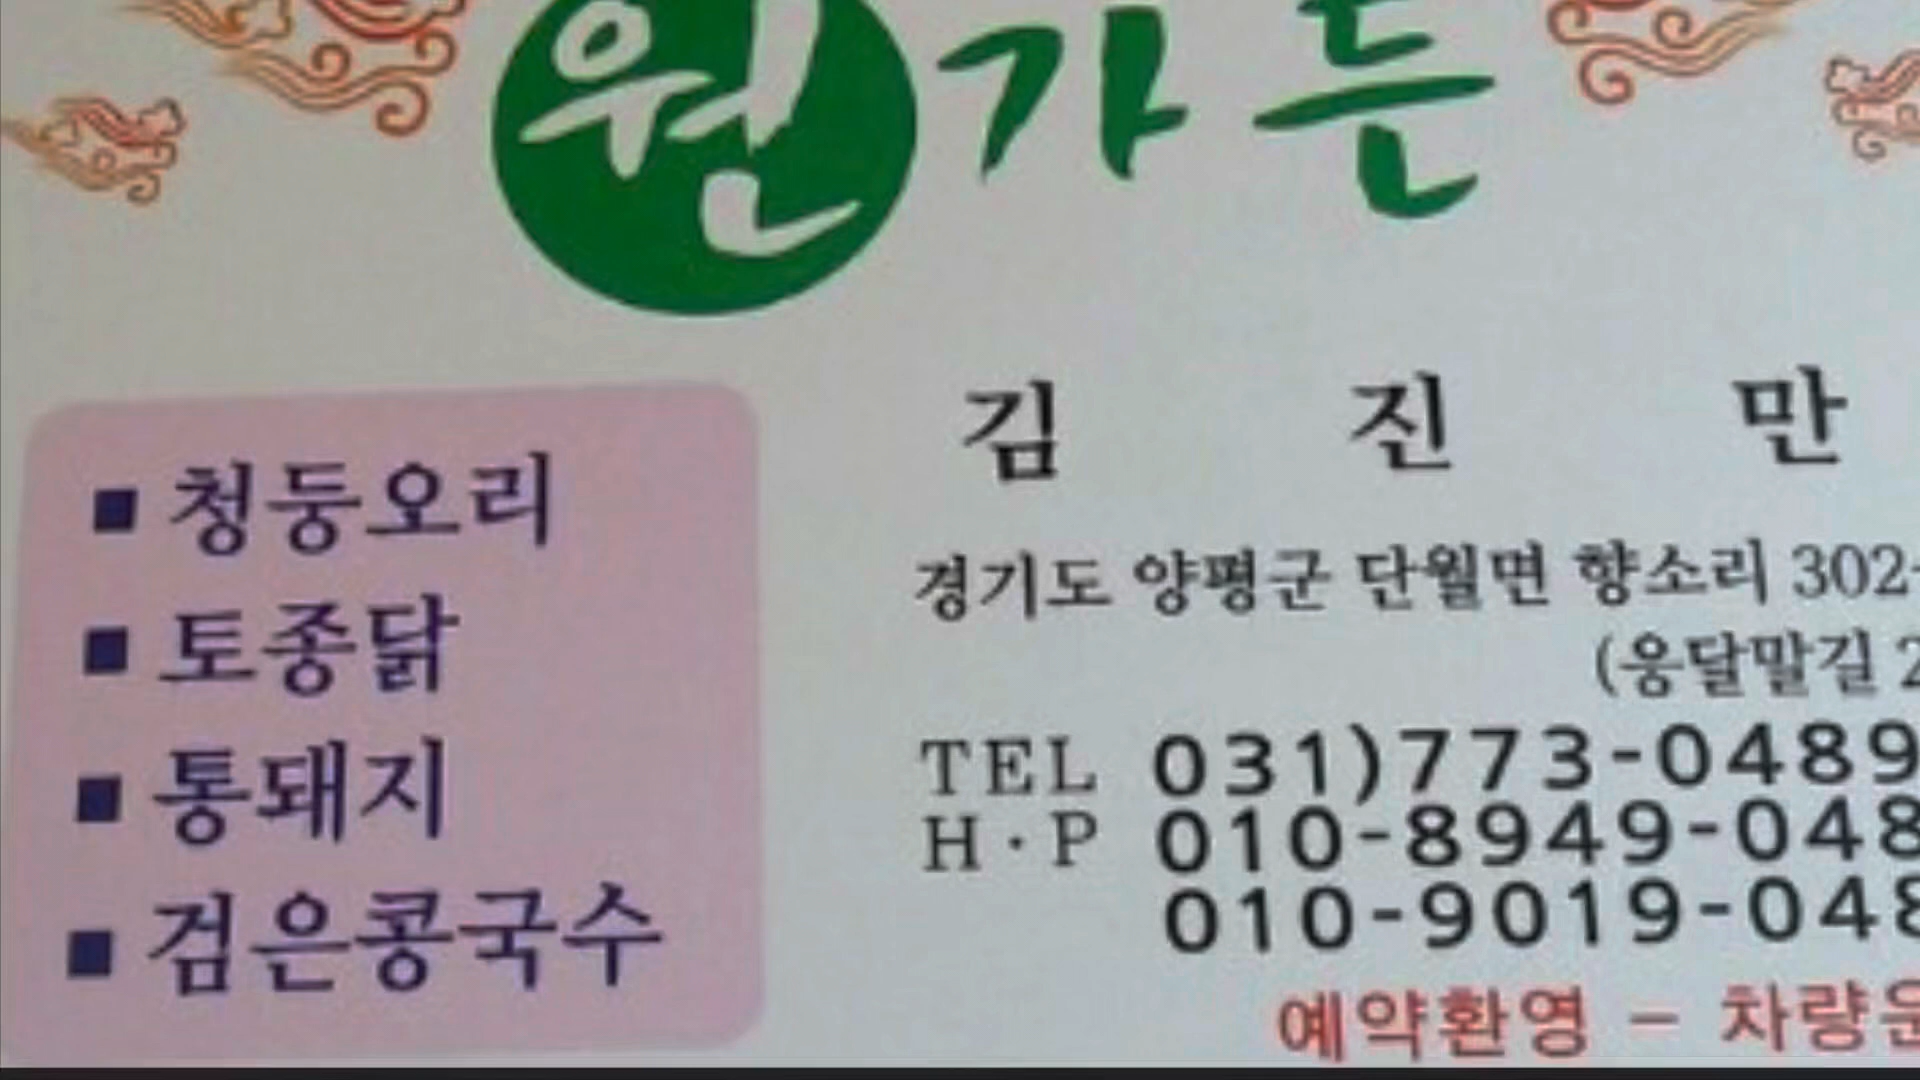 원가든
김 진 만
경기도 양평군 단월면 향소리 302-
(웅달말길 2
TEL 031)773-0489
H·P 010-8949-048
010-9019-048
예약환영 - 차량운
■ 청둥오리
■ 토종닭
■ 통돼지
■ 검은콩국수